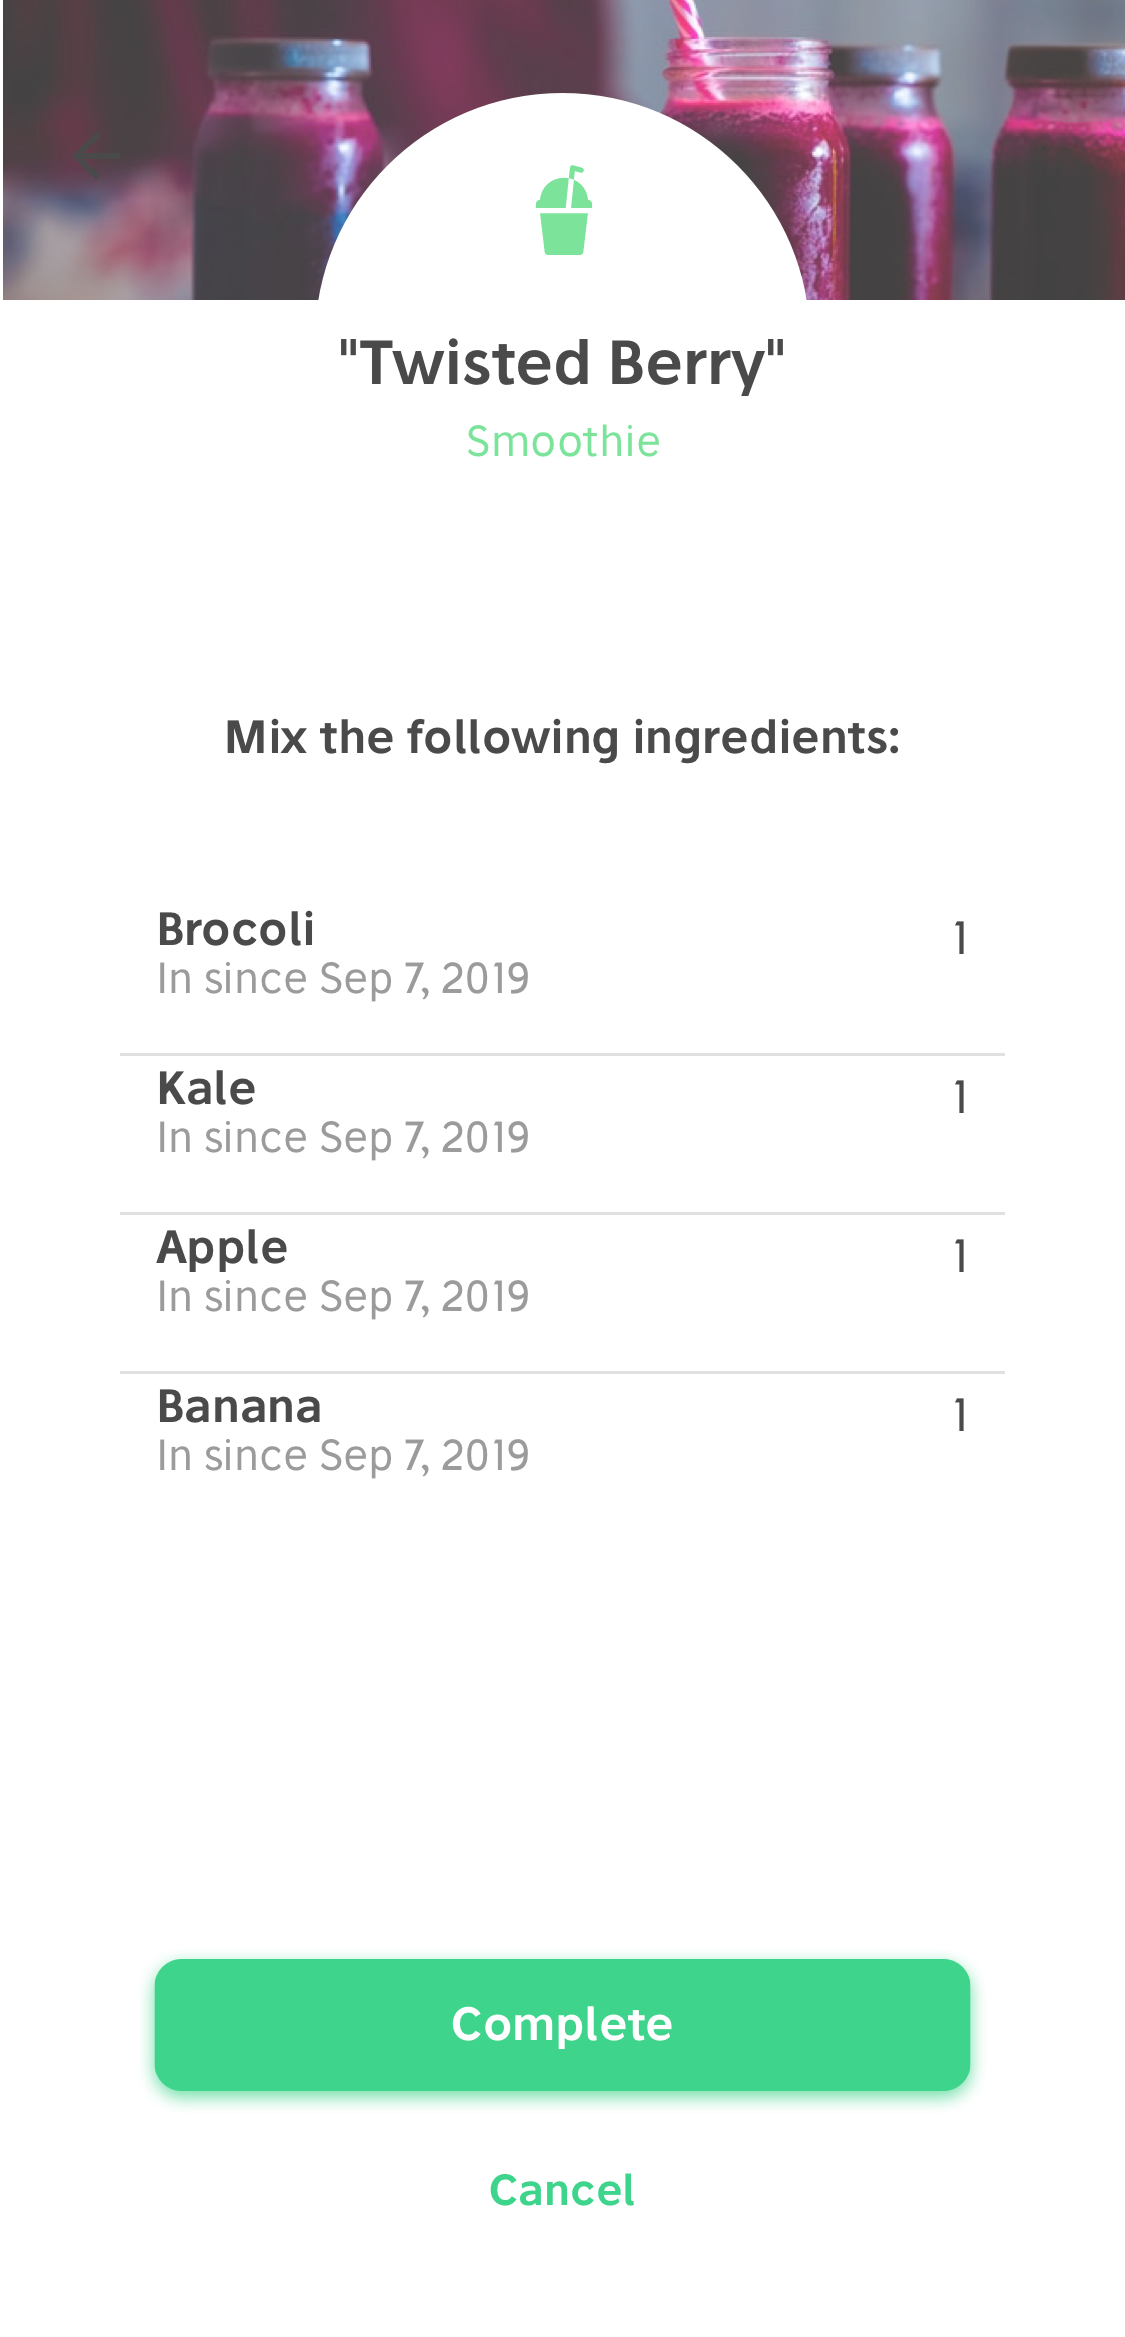 "Twisted Berry"
Smoothie
Mix the following ingredients:
Brocoli
1
In since Sep 7, 2019
Kale
1
In since Sep 7, 2019
Apple
1
In since Sep 7, 2019
Banana
1
In since Sep 7, 2019
Complete
Cancel